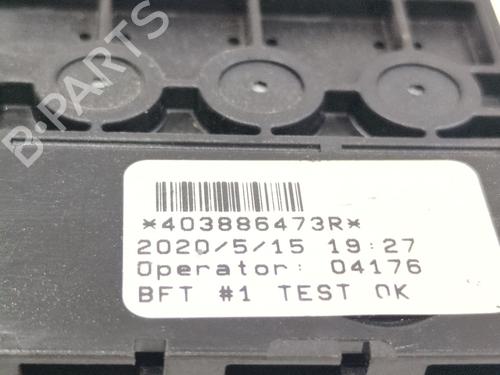 B-PARTS
*403886473R*
2020/5/15 19:27
Operator: 04176
BFT #1 TEST OK